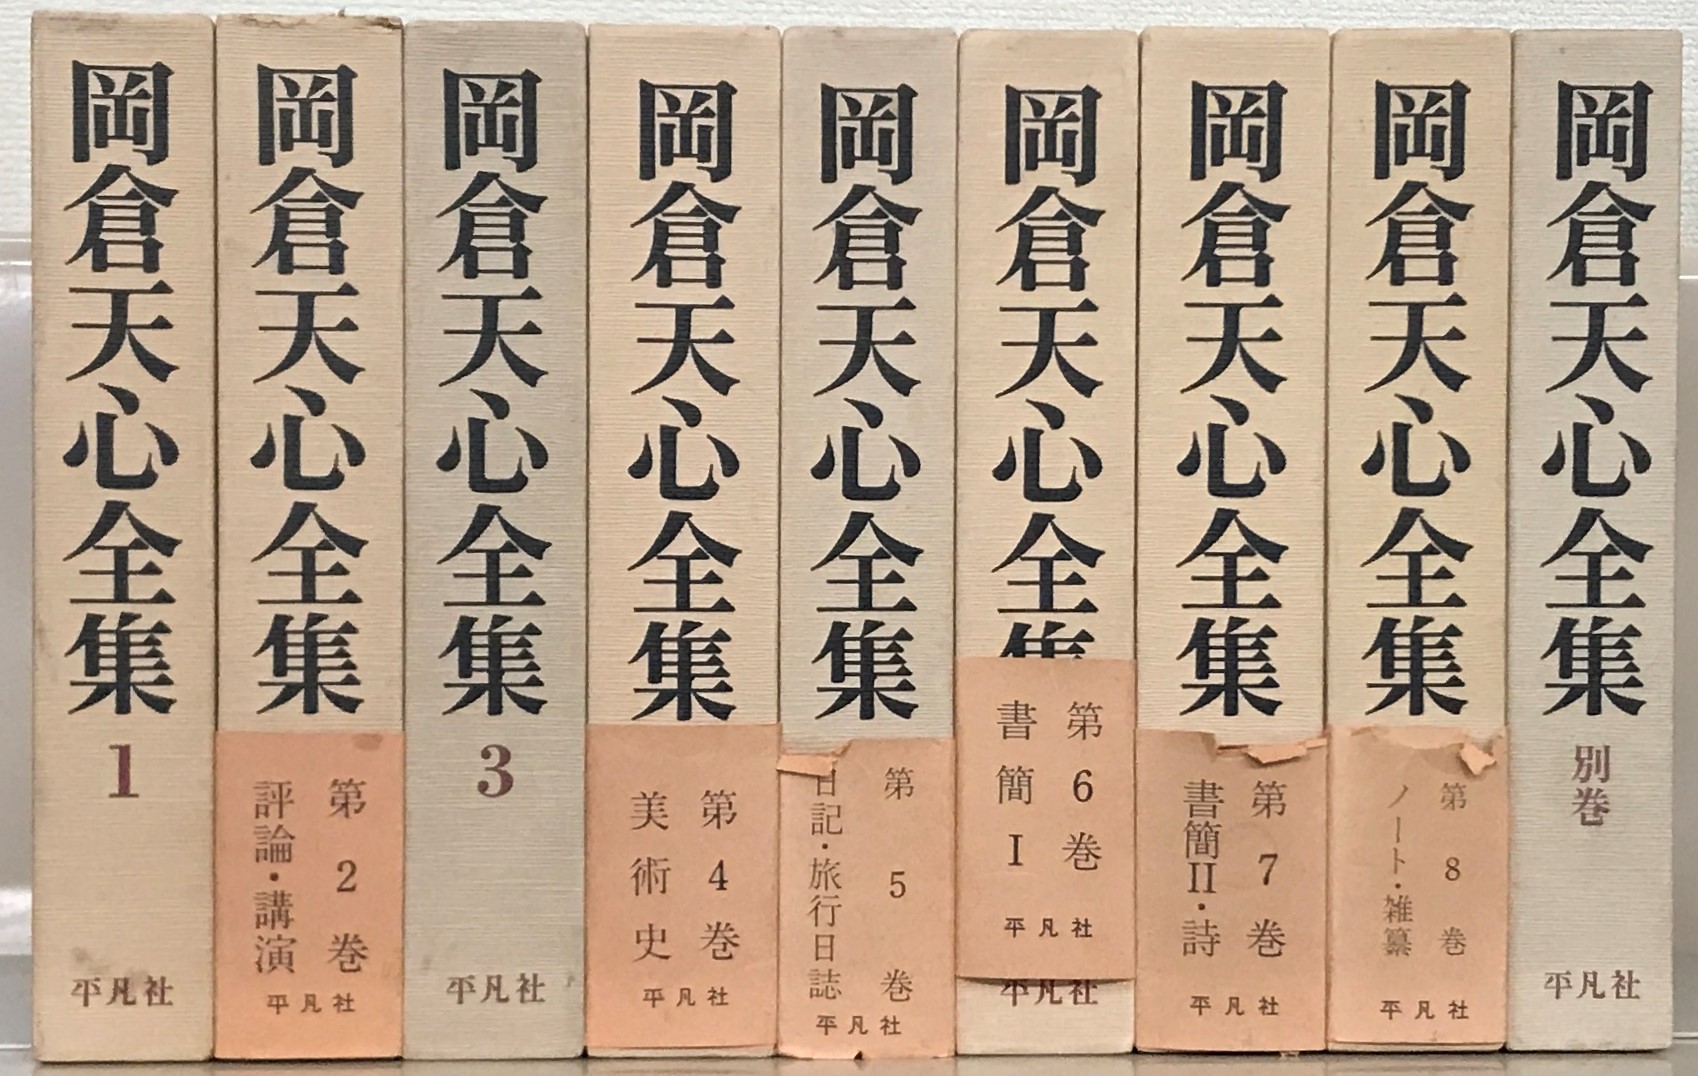 岡倉天心全集
1
平凡社
岡倉天心全集
第2巻
評論・講演
平凡社
岡倉天心全集
3
平凡社
岡倉天心全集
第4巻
美術史
平凡社
岡倉天心全集
第5巻
日記・旅行日誌
平凡社
岡倉天心全集
第6巻
書簡I
平凡社
平凡社
岡倉天心全集
第7巻
書簡II・詩
平凡社
岡倉天心全集
第8巻
ノート・雑纂
平凡社
岡倉天心全集
別巻
平凡社